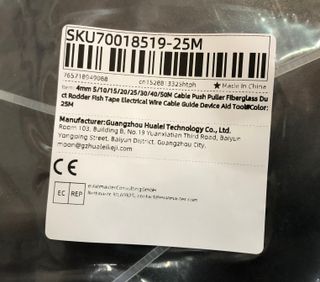 SKU70018519-25M
765710949088
cn1528013325htph
★ Made In China
Item: 4mm 5/10/15/20/25/30/40/50M Cable Push Puller Fiberglass Du
ct Rodder Fish Tape Electrical Wire Cable Guide Device Aid Tool#Color:
25M
Manufacturer:Guangzhou Hualei Technology Co., Ltd.
Room 103, Building B, No.19 Yuanxiatian Third Road, Baiyun
Yongping Street, Baiyun District, Guangzhou City,
moon@gzhualeikeji.com
CE
EC REP